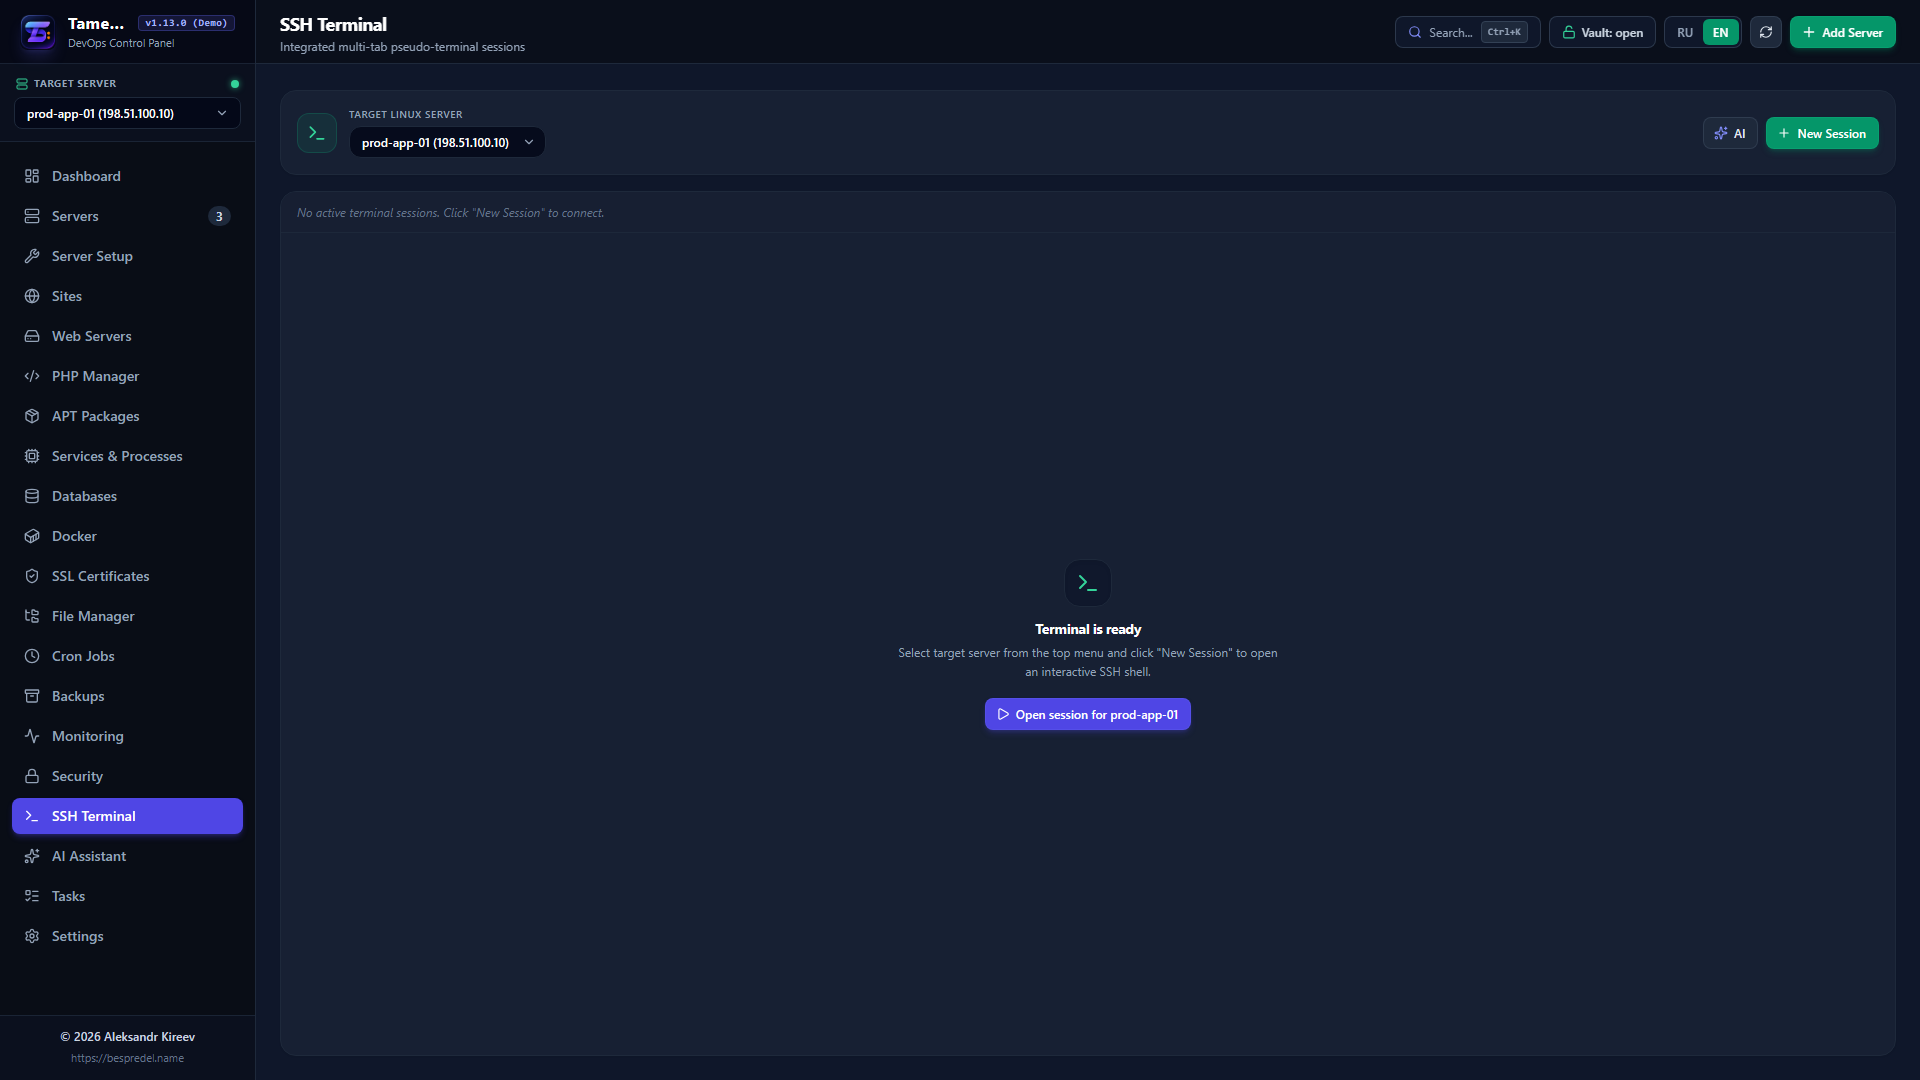 Tame...
v1.13.0 (Demo)
DevOps Control Panel
TARGET SERVER
prod-app-01 (198.51.100.10)
Dashboard
Servers
3
Server Setup
Sites
Web Servers
PHP Manager
APT Packages
Services & Processes
Databases
Docker
SSL Certificates
File Manager
Cron Jobs
Backups
Monitoring
Security
SSH Terminal
AI Assistant
Tasks
Settings
© 2026 Aleksandr Kireev
https://bespredel.name
SSH Terminal
Integrated multi-tab pseudo-terminal sessions
Search...
Ctrl+K
Vault: open
RU
EN
Add Server
TARGET LINUX SERVER
prod-app-01 (198.51.100.10)
AI
New Session
No active terminal sessions. Click "New Session" to connect.
Terminal is ready
Select target server from the top menu and click "New Session" to open
an interactive SSH shell.
Open session for prod-app-01